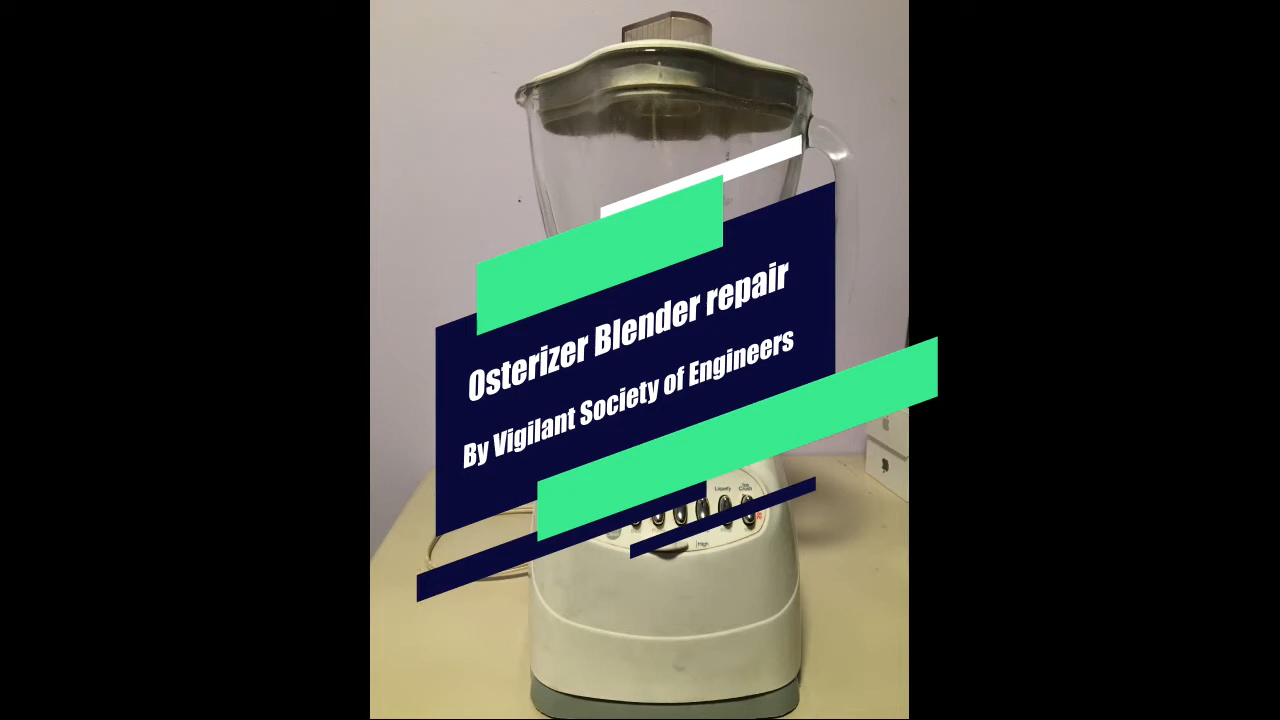 Osterizer Blender repair
By Vigilant Society of Engineers
Liquefy
Ice
Crush
High